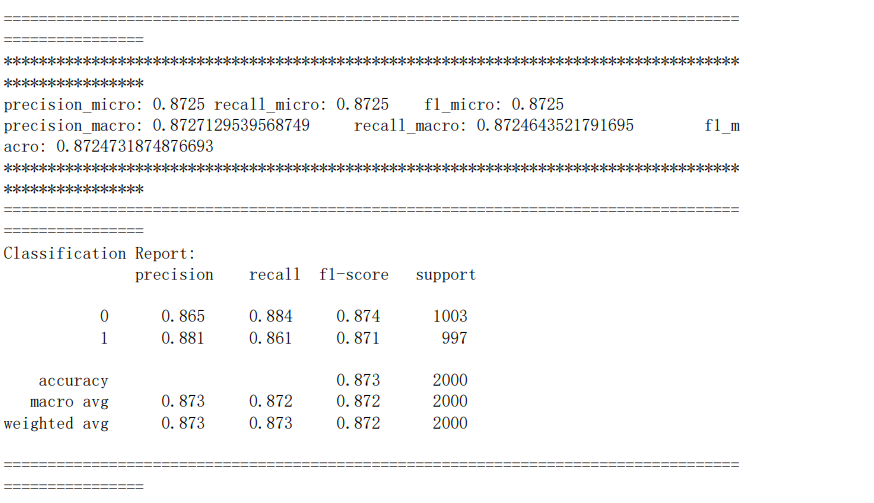 ====================================================================================
================
************************************************************************************
****************
precision_micro: 0.8725 recall_micro: 0.8725    f1_micro: 0.8725
precision_macro: 0.8727129539568749     recall_macro: 0.8724643521791695        f1_m
acro: 0.8724731874876693
************************************************************************************
****************
====================================================================================
================
Classification Report:
               precision    recall  f1-score   support

           0      0.865     0.884     0.874      1003
           1      0.881     0.861     0.871       997

    accuracy                          0.873      2000
   macro avg      0.873     0.872     0.872      2000
weighted avg      0.873     0.873     0.872      2000

====================================================================================
================